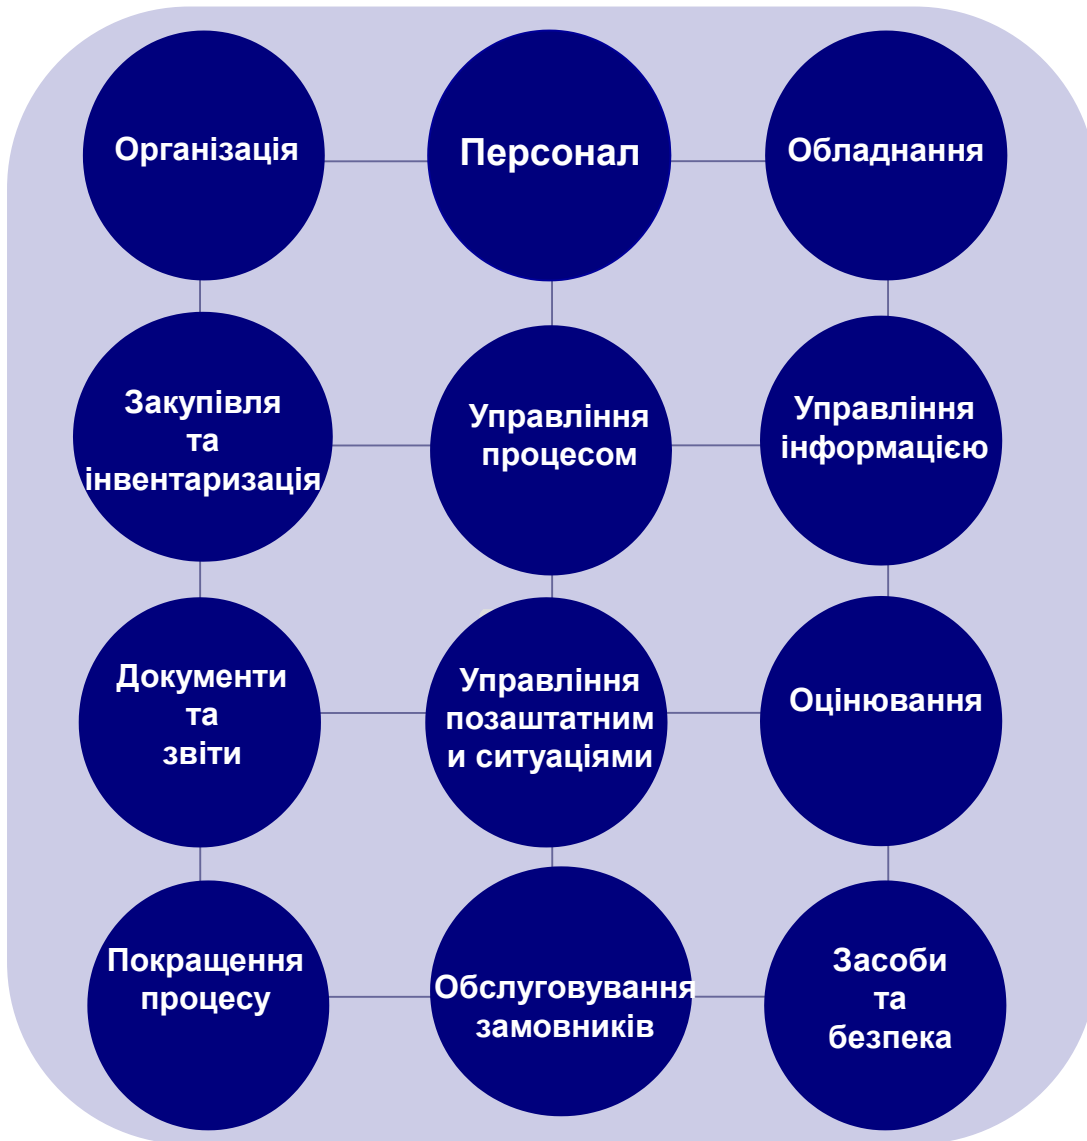 Організація
Персонал
Обладнання
Закупівля
та
інвентаризація
Управління
процесом
Управління
інформацією
Документи
та
звіти
Управління
позаштатним
и ситуаціями
Оцінювання
Покращення
процесу
Обслуговування
замовників
Засоби
та
безпека